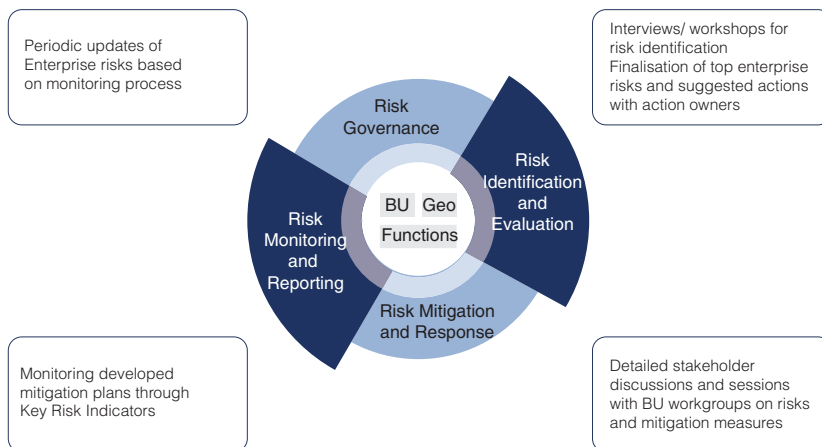 Periodic updates of
Enterprise risks based
on monitoring process
Interviews/ workshops for
risk identification
Finalisation of top enterprise
risks and suggested actions
with action owners
Risk
Governance
Risk
Identification
and
Evaluation
BU Geo
Functions
Risk
Monitoring
and
Reporting
Risk Mitigation
and Response
Monitoring developed
mitigation plans through
Key Risk Indicators
Detailed stakeholder
discussions and sessions
with BU workgroups on risks
and mitigation measures